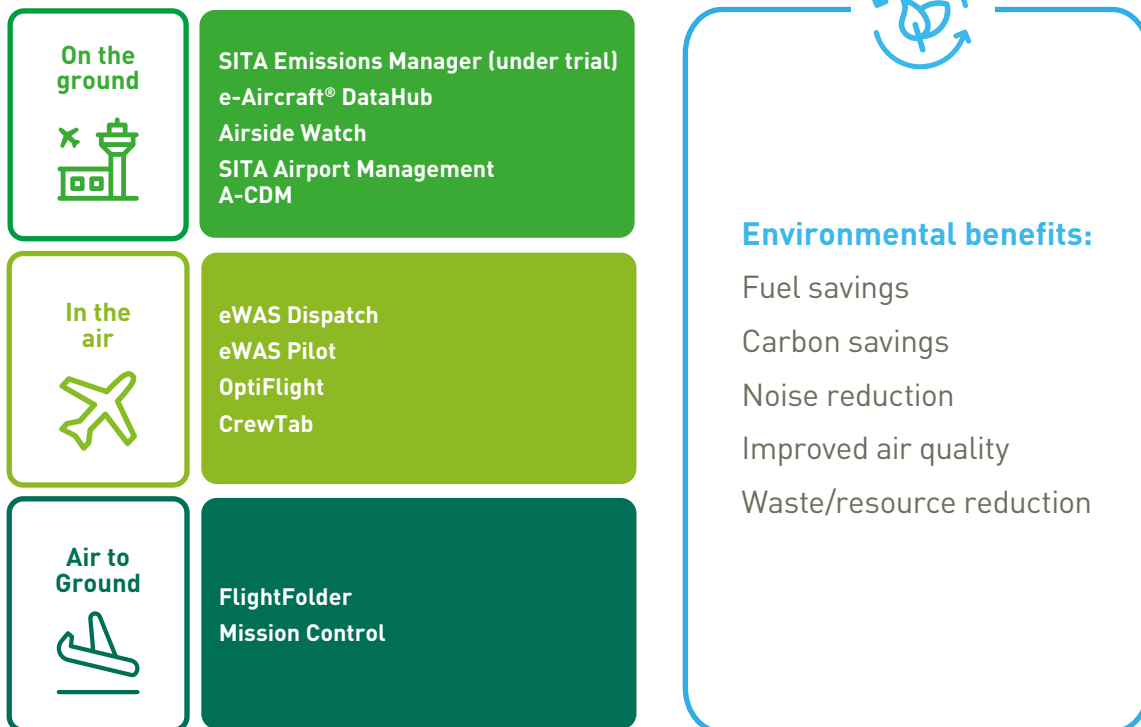 On the
ground
SITA Emissions Manager (under trial)
e-Aircraft® DataHub
Airside Watch
SITA Airport Management
A-CDM
In the
air
eWAS Dispatch
eWAS Pilot
OptiFlight
CrewTab
Air to
Ground
FlightFolder
Mission Control
Environmental benefits:
Fuel savings
Carbon savings
Noise reduction
Improved air quality
Waste/resource reduction